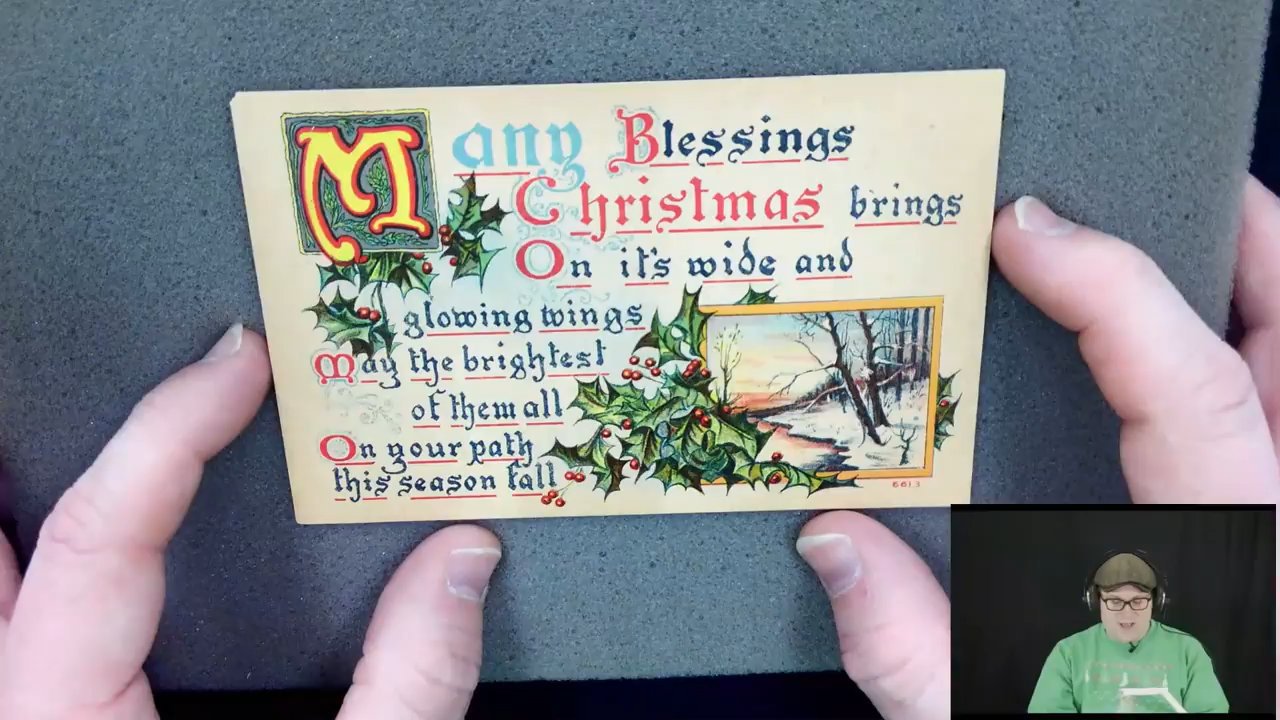 Many Blessings
Christmas brings
On it's wide and
glowing wings
May the brightest
of them all
On your path
this season fall
6613